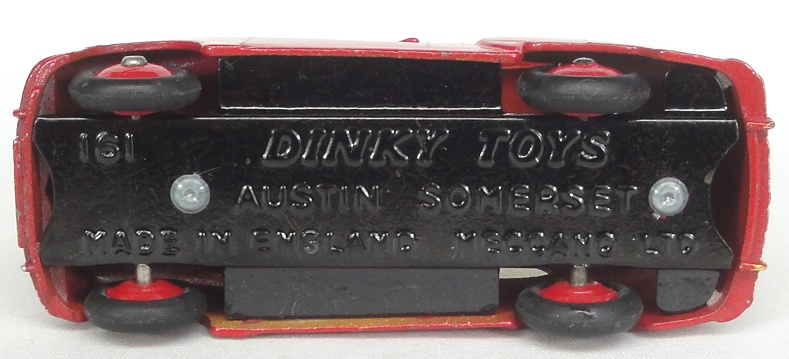 161 DINKY TOYS
AUSTIN SOMERSET
MADE IN ENGLAND MECCANO LTD